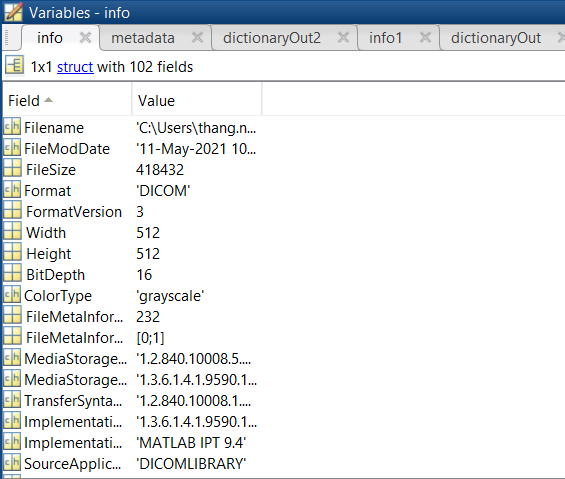 Variables - info
info metadata dictionaryOut2 info1 dictionaryOut
1x1 struct with 102 fields
Field Value
Filename 'C:\Users\thang.n...
FileModDate '11-May-2021 10...
FileSize 418432
Format 'DICOM'
FormatVersion 3
Width 512
Height 512
BitDepth 16
ColorType 'grayscale'
FileMetaInfor... 232
FileMetaInfor... [0;1]
MediaStorage... '1.2.840.10008.5....
MediaStorage... '1.3.6.1.4.1.9590.1...
TransferSynta... '1.2.840.10008.1....
Implementati... '1.3.6.1.4.1.9590.1...
Implementati... 'MATLAB IPT 9.4'
SourceApplic... 'DICOMLIBRARY'